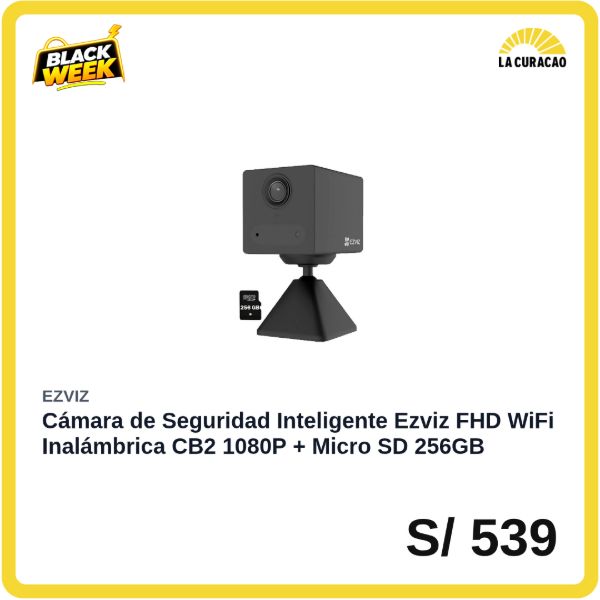 BLACK
WEEK
LA CURACAO
EZVIZ
256 GB
EZVIZ
Cámara de Seguridad Inteligente Ezviz FHD WiFi
Inalámbrica CB2 1080P + Micro SD 256GB
S/ 539